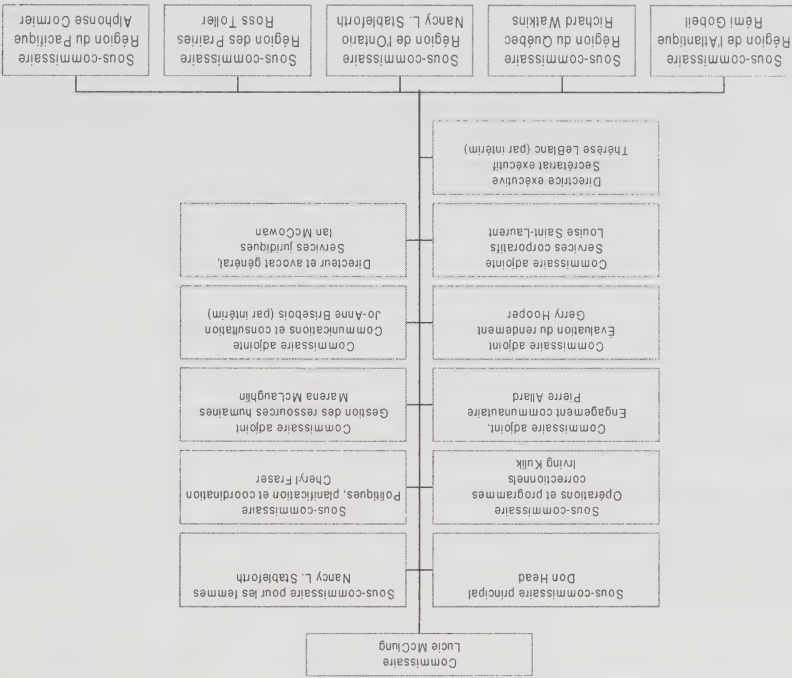 Commissaire
Lucie McClung
Sous-commissaire principal
Don Head
Sous-commissaire pour les femmes
Nancy L. Stableforth
Sous-commissaire
Opérations et programmes
correctionnels
Irving Kulik
Sous-commissaire
Politiques, planification et coordination
Cheryl Fraser
Commissaire adjoint,
Engagement communautaire
Pierre Allard
Commissaire adjoint
Gestion des ressources humaines
Marena McLaughlin
Commissaire adjoint
Évaluation du rendement
Gerry Hooper
Commissaire adjointe
Communications et consultation
Jo-Anne Brisebois (par intérim)
Commissaire adjointe
Services corporatifs
Louise Saint-Laurent
Directeur et avocat général,
Services juridiques
Ian McCowan
Directrice exécutive
Secrétariat exécutif
Thérèse LeBlanc (par intérim)
Sous-commissaire
Région de l'Atlantique
Rémi Gobeil
Sous-commissaire
Région du Québec
Richard Watkins
Sous-commissaire
Région de l'Ontario
Nancy L. Stableforth
Sous-commissaire
Région des Prairies
Ross Toller
Sous-commissaire
Région du Pacifique
Alphonse Cormier